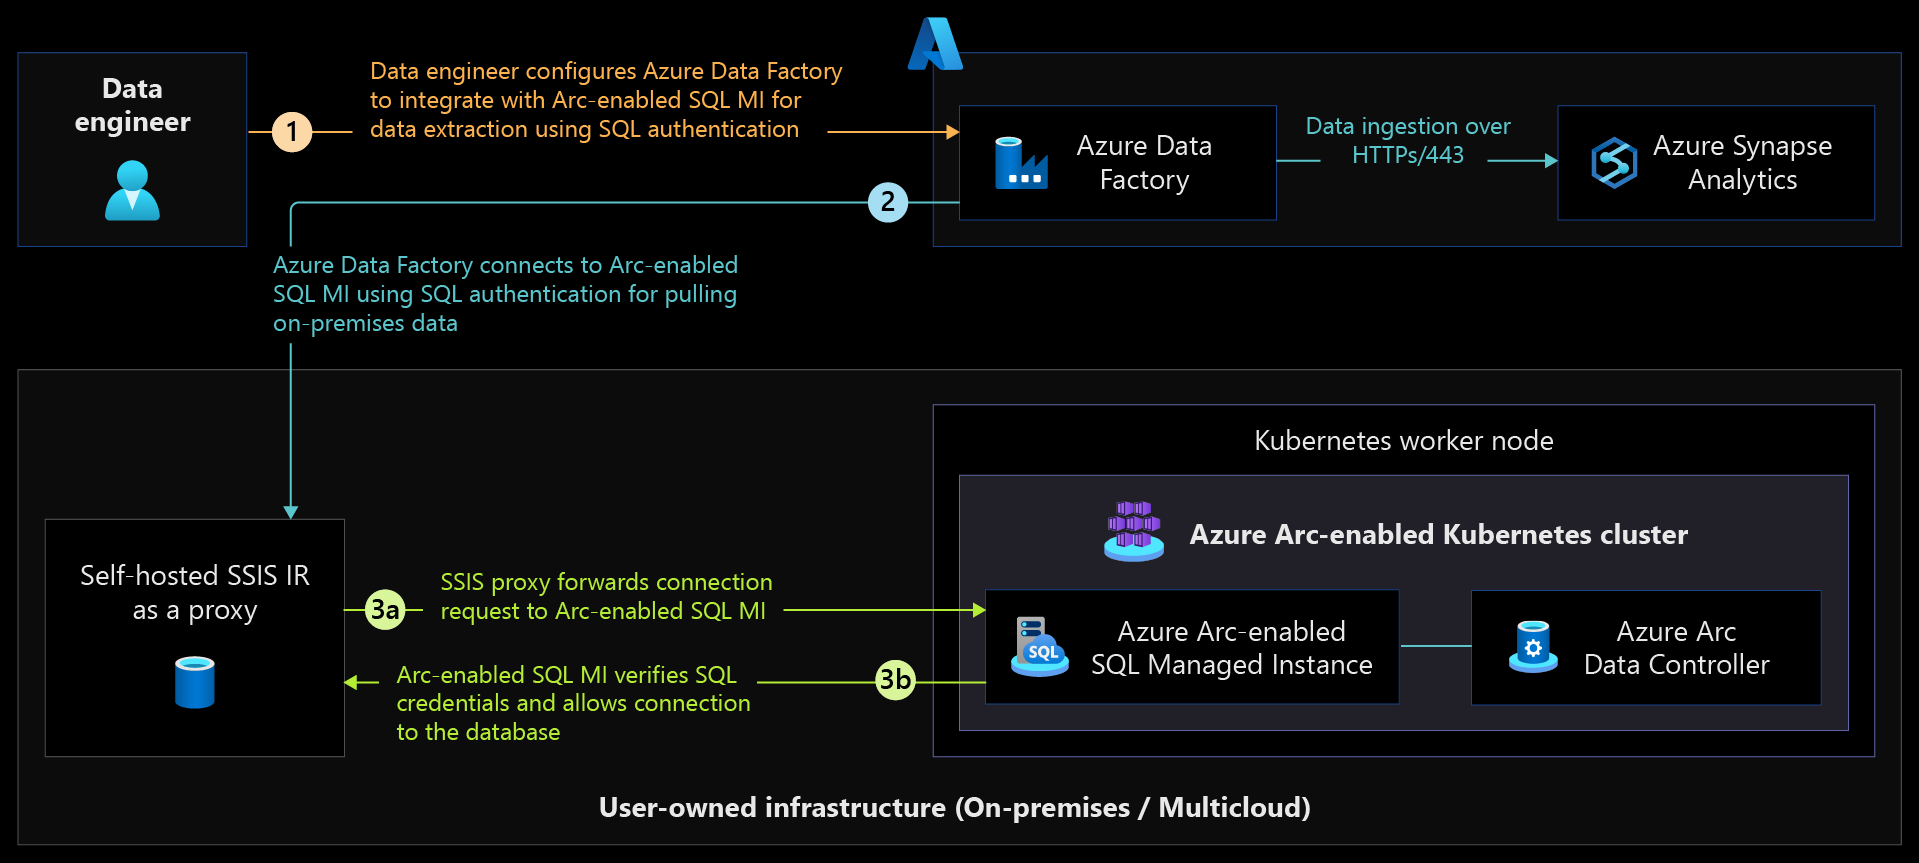 Data
engineer
1
Data engineer configures Azure Data Factory
to integrate with Arc-enabled SQL MI for
data extraction using SQL authentication
Azure Data
Factory
Data ingestion over
HTTPs/443
Azure Synapse
Analytics
2
Azure Data Factory connects to Arc-enabled
SQL MI using SQL authentication for pulling
on-premises data
Kubernetes worker node
Azure Arc-enabled Kubernetes cluster
Self-hosted SSIS IR
as a proxy
3a
SSIS proxy forwards connection
request to Arc-enabled SQL MI
SQL
Azure Arc-enabled
SQL Managed Instance
Azure Arc
Data Controller
3b
Arc-enabled SQL MI verifies SQL
credentials and allows connection
to the database
User-owned infrastructure (On-premises / Multicloud)